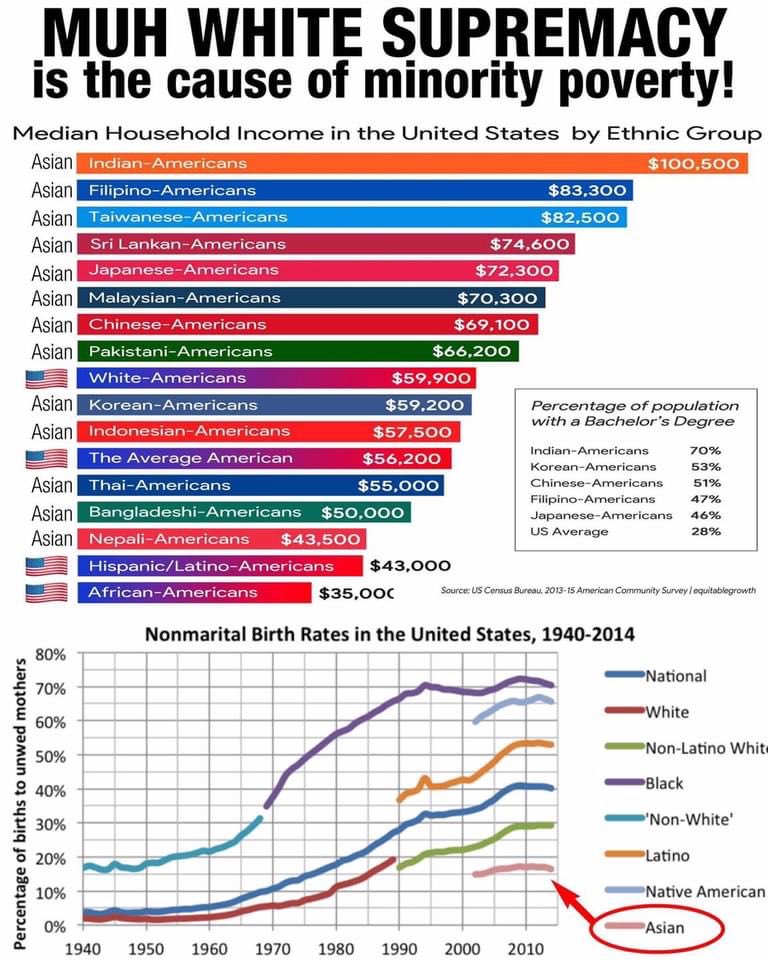 MUH WHITE SUPREMACY
is the cause of minority poverty!
Median Household Income in the United States by Ethnic Group
Asian Indian-Americans $100,500
Asian Filipino-Americans $83,300
Asian Taiwanese-Americans $82,500
Asian Sri Lankan-Americans $74,600
Asian Japanese-Americans $72,300
Asian Malaysian-Americans $70,300
Asian Chinese-Americans $69,100
Asian Pakistani-Americans $66,200
White-Americans $59,900
Asian Korean-Americans $59,200
Asian Indonesian-Americans $57,500
The Average American $56,200
Asian Thai-Americans $55,000
Asian Bangladeshi-Americans $50,000
Asian Nepali-Americans $43,500
Hispanic/Latino-Americans $43,000
African-Americans $35,000
Percentage of population
with a Bachelor's Degree
Indian-Americans 70%
Korean-Americans 53%
Chinese-Americans 51%
Filipino-Americans 47%
Japanese-Americans 46%
US Average 28%
Source: US Census Bureau, 2013-15 American Community Survey | equitablegrowth
Nonmarital Birth Rates in the United States, 1940-2014
Percentage of births to unwed mothers
80%
70%
60%
50%
40%
30%
20%
10%
0%
1940 1950 1960 1970 1980 1990 2000 2010
National
White
Non-Latino White
Black
'Non-White'
Latino
Native American
Asian